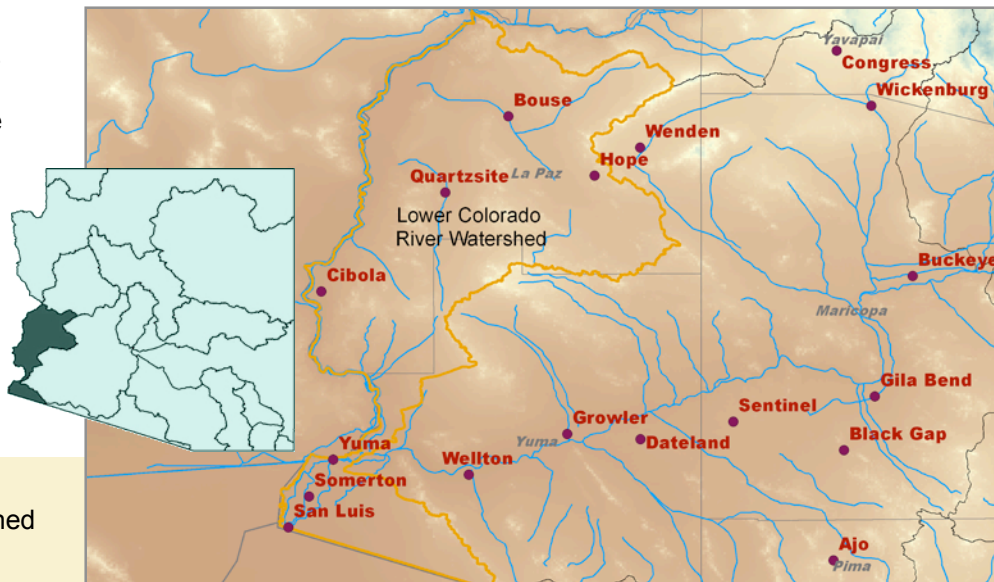 Yavapai
Congress
Wickenburg
Bouse
Wenden
Hope
Quartzsite
La Paz
Lower Colorado
River Watershed
Cibola
Buckeye
Maricopa
Gila Bend
Sentinel
Growler
Black Gap
Yuma
Yuma
Dateland
Wellton
Somerton
San Luis
Ajo
Pima